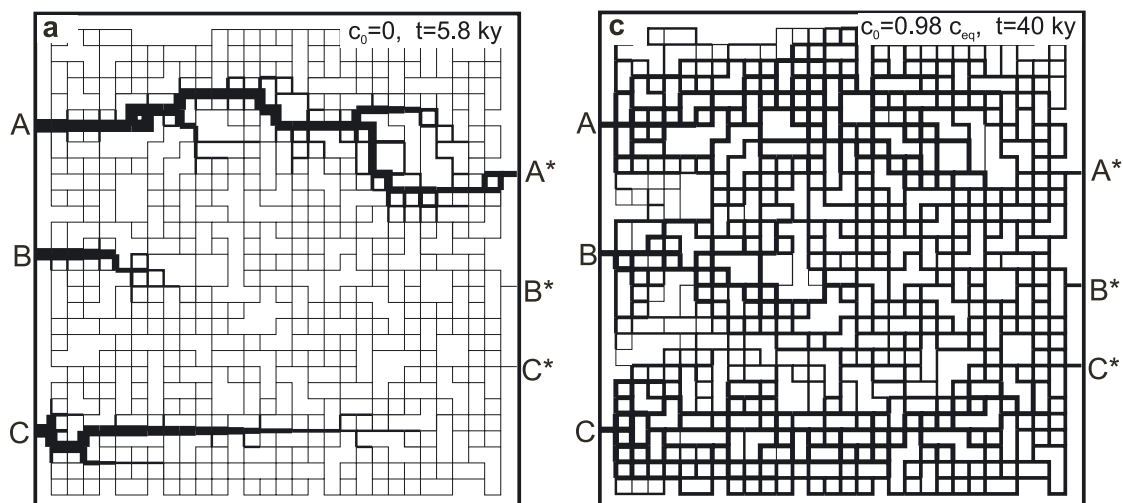 a
c₀=0, t=5.8 ky
A
A*
B
B*
C*
C
c
c₀=0.98 c_eq, t=40 ky
A
A*
B
B*
C*
C